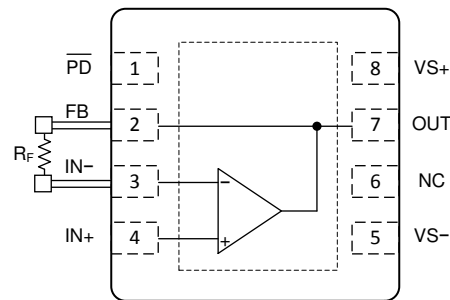 PD 1
8 VS+
FB 2
7 OUT
RF
IN− 3
−
6 NC
IN+ 4
+
5 VS−